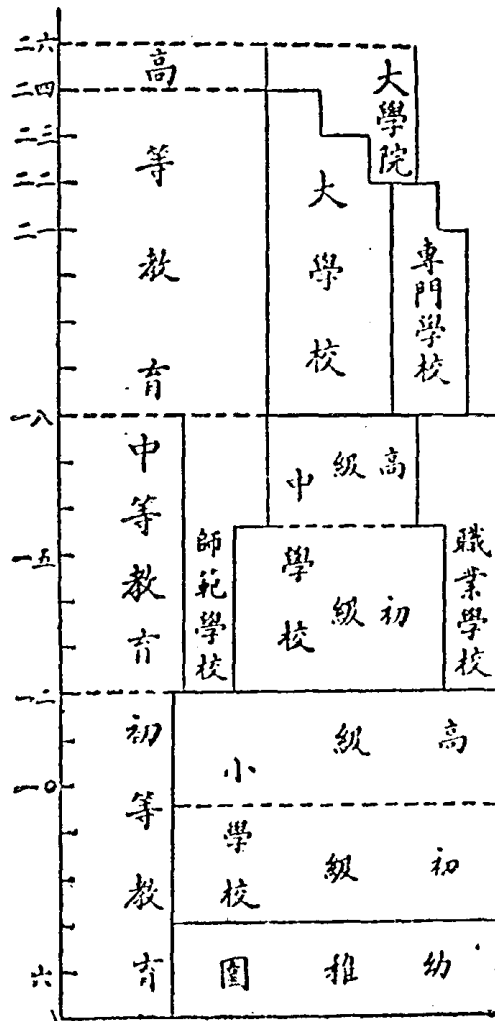 二六
二四
二三
二二
二一
一八
一五
一二
一〇
六
高等教育
大學院
大學校
專門學校
中等教育
師範學校
中學校
高級
初級
職業學校
初等教育
小學校
高級
初級
幼稚園